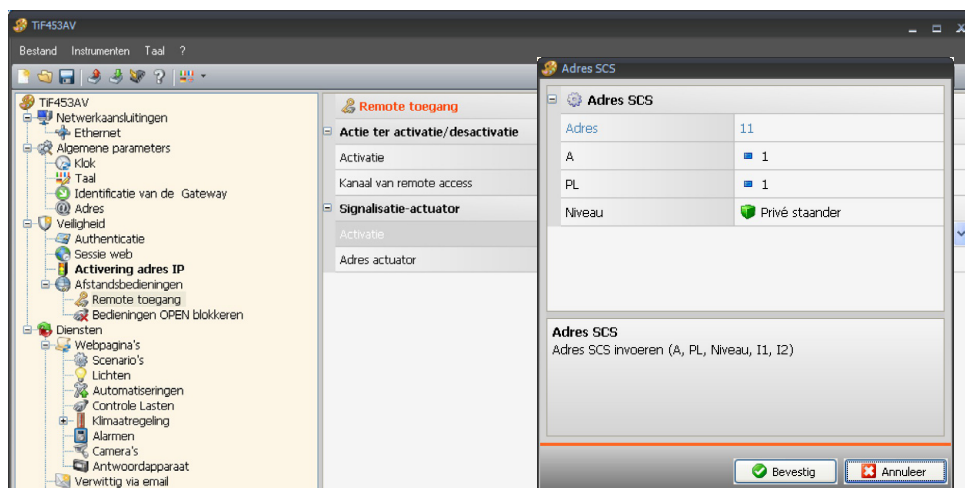 TiF453AV
Bestand Instrumenten Taal ?
TiF453AV
Netwerkaansluitingen
Ethernet
Algemene parameters
Klok
Taal
Identificatie van de Gateway
Adres
Veiligheid
Authenticatie
Sessie web
Activering adres IP
Afstandsbedieningen
Remote toegang
Bedieningen OPEN blokkeren
Diensten
Webpagina's
Scenario's
Lichten
Automatiseringen
Controle Lasten
Klimaatregeling
Alarmen
Camera's
Antwoordapparaat
Verwittig via email
Remote toegang
Actie ter activatie/desactivatie
Activatie
Kanaal van remote access
Signalisatie-actuator
Activatie
Adres actuator
Adres SCS
Adres SCS
Adres 11
A 1
PL 1
Niveau Privé staander
Adres SCS
Adres SCS invoeren (A, PL, Niveau, I1, I2)
Bevestig Annuleer